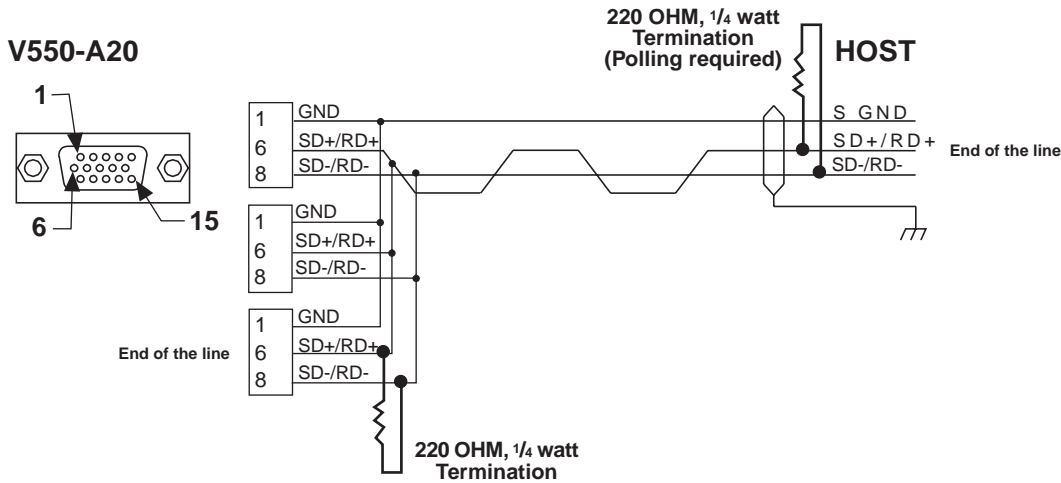 V550-A20
1
6
15
220 OHM, 1/4 watt
Termination
(Polling required)
HOST
1 GND
6 SD+/RD+
8 SD-/RD-
S GND
SD+/RD+
SD-/RD-
End of the line
1 GND
6 SD+/RD+
8 SD-/RD-
End of the line
1 GND
6 SD+/RD+
8 SD-/RD-
220 OHM, 1/4 watt
Termination